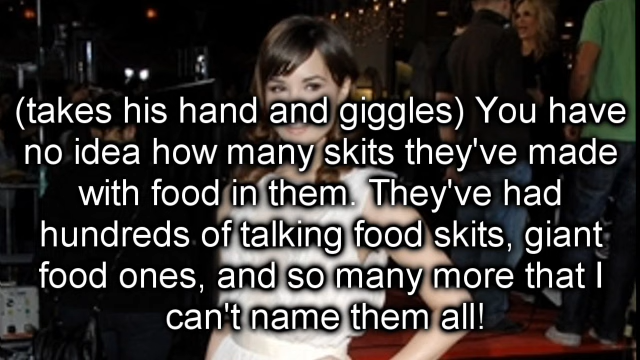 (takes his hand and giggles) You have
no idea how many skits they've made
with food in them. They've had
hundreds of talking food skits, giant
food ones, and so many more that I
can't name them all!